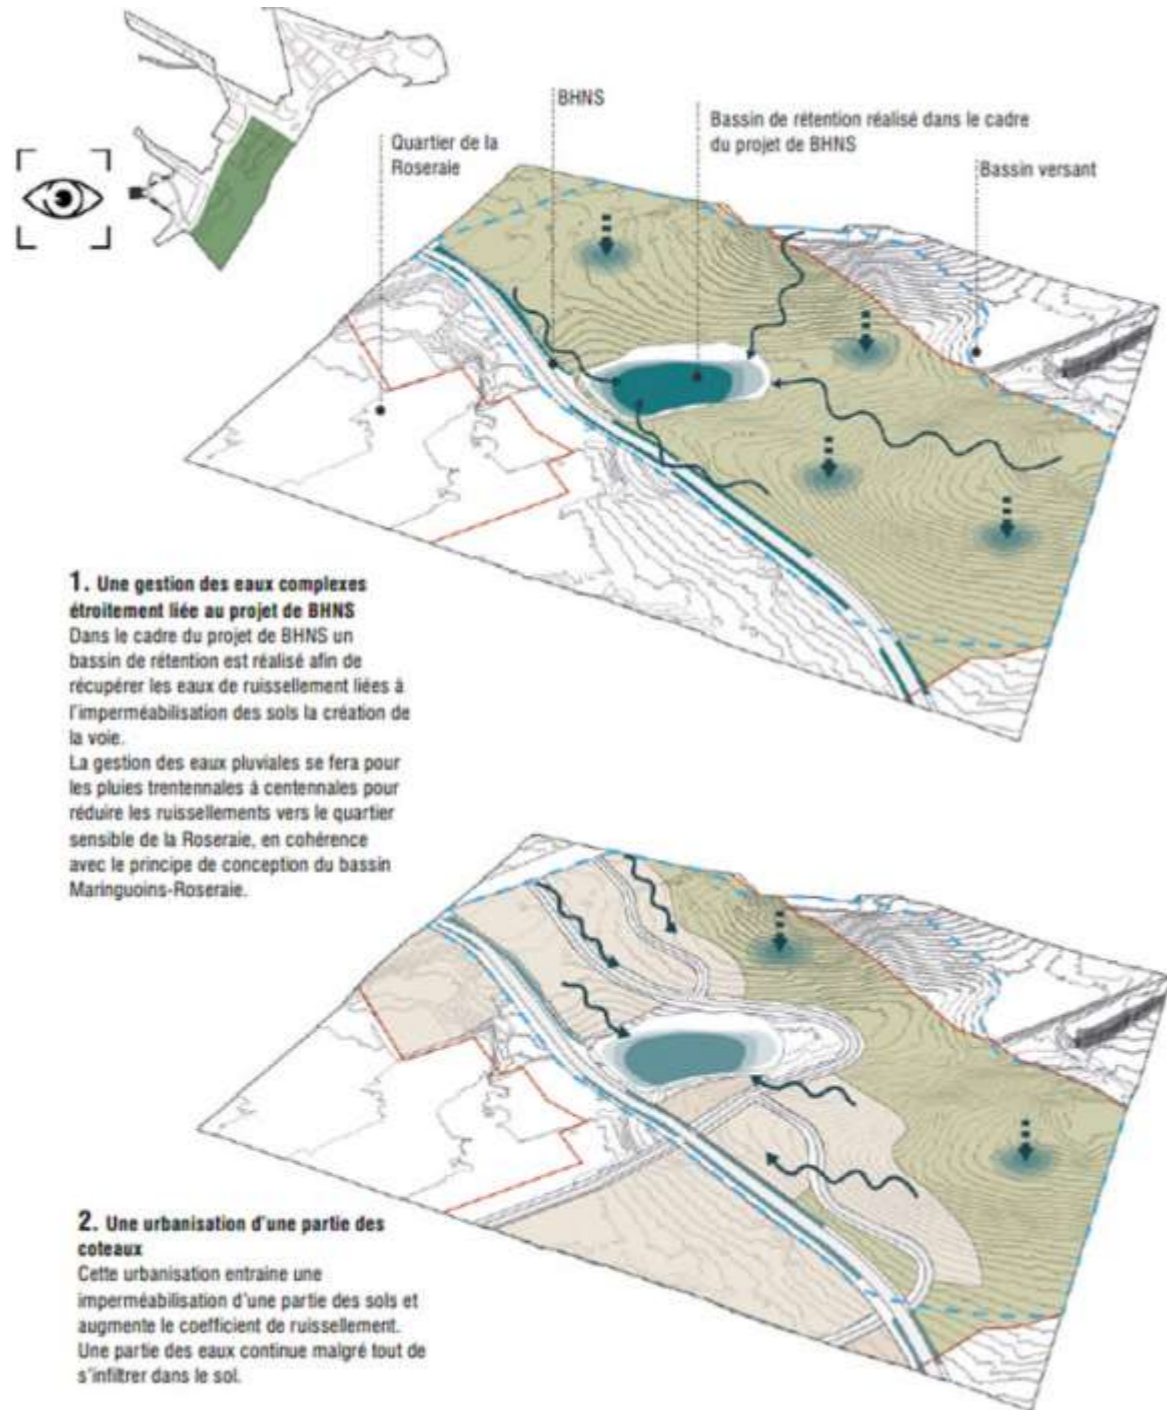 BHNS
Bassin de rétention réalisé dans le cadre
du projet de BHNS
Quartier de la
Roseraie
Bassin versant
1. Une gestion des eaux complexes
étroitement liée au projet de BHNS
Dans le cadre du projet de BHNS un
bassin de rétention est réalisé afin de
récupérer les eaux de ruissellement liées à
l'imperméabilisation des sols la création de
la voie.
La gestion des eaux pluviales se fera pour
les pluies trentennales à centennales pour
réduire les ruissellements vers le quartier
sensible de la Roseraie, en cohérence
avec le principe de conception du bassin
Maringuoins-Roseraie.
2. Une urbanisation d'une partie des
coteaux
Cette urbanisation entraine une
imperméabilisation d'une partie des sols et
augmente le coefficient de ruissellement.
Une partie des eaux continue malgré tout de
s'infiltrer dans le sol.